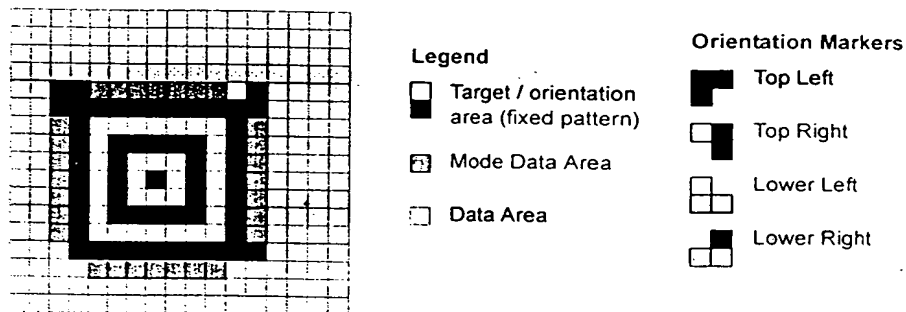 Legend
Target / orientation
area (fixed pattern)
Mode Data Area
Data Area
Orientation Markers
Top Left
Top Right
Lower Left
Lower Right